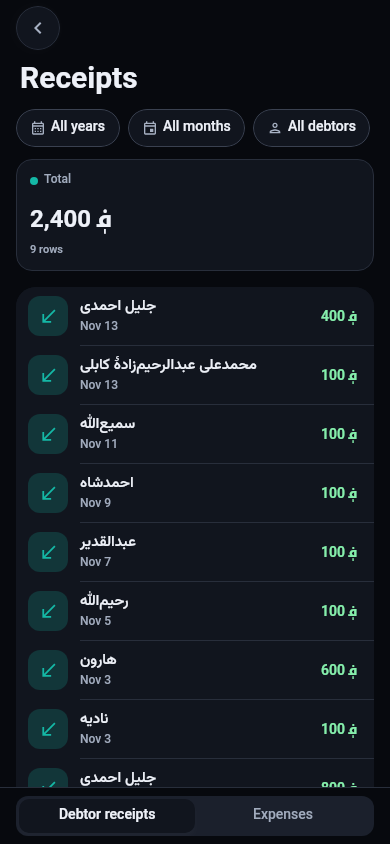 Receipts
All years
All months
All debtors
Total
2,400 ؋
9 rows
جلیل احمدی
Nov 13
400 ؋
محمدعلی عبدالرحیم‌زادهٔ کابلی
Nov 13
100 ؋
سمیع‌الله
Nov 11
100 ؋
احمدشاه
Nov 9
100 ؋
عبدالقدیر
Nov 7
100 ؋
رحیم‌الله
Nov 5
100 ؋
هارون
Nov 3
600 ؋
نادیه
Nov 3
100 ؋
جلیل احمدی
Debtor receipts
Expenses